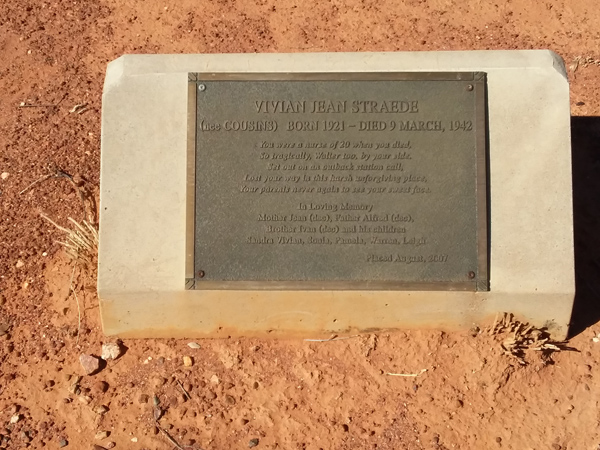 VIVIAN JEAN STRAEDE
(nee COUSINS) BORN 1921 – DIED 9 MARCH, 1942
You were a nurse of 20 when you died,
So tragically, Walter too, by your side.
Set out on an outback station call,
Lost your way in this harsh unforgiving place,
Your parents never again to see your sweet face.
In Loving Memory
Mother Jean (dec), Father Alfred (dec),
Brother Ivan (dec) and his children
Sandra Vivian, Pamela, Warren, Leigh
Placed August, 2007